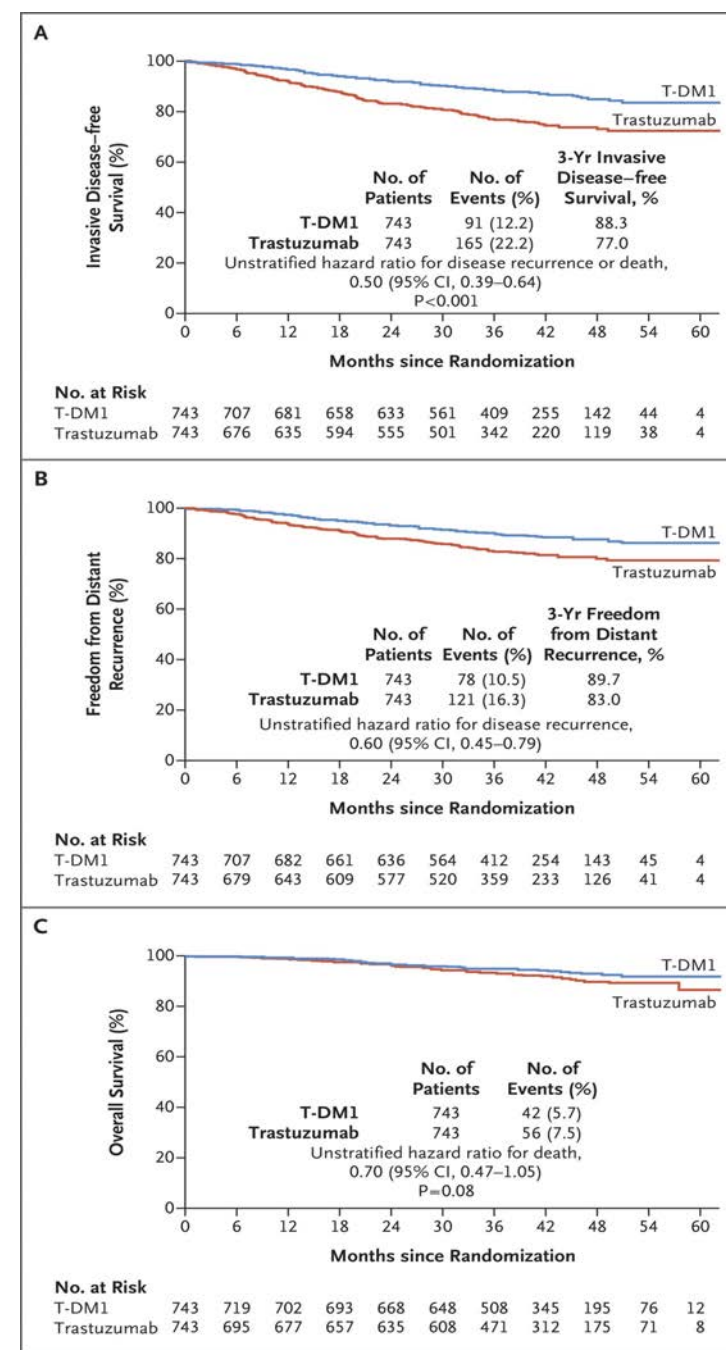 A
100
80
60
40
20
0
Invasive Disease–free
Survival (%)
T-DM1
Trastuzumab
No. of
Patients
No. of
Events (%)
3-Yr Invasive
Disease–free
Survival, %
T-DM1 743 91 (12.2) 88.3
Trastuzumab 743 165 (22.2) 77.0
Unstratified hazard ratio for disease recurrence or death,
0.50 (95% CI, 0.39–0.64)
P<0.001
0 6 12 18 24 30 36 42 48 54 60
Months since Randomization
No. at Risk
T-DM1 743 707 681 658 633 561 409 255 142 44 4
Trastuzumab 743 676 635 594 555 501 342 220 119 38 4
B
100
80
60
40
20
0
Freedom from Distant
Recurrence (%)
T-DM1
Trastuzumab
No. of
Patients
No. of
Events (%)
3-Yr Freedom
from Distant
Recurrence, %
T-DM1 743 78 (10.5) 89.7
Trastuzumab 743 121 (16.3) 83.0
Unstratified hazard ratio for disease recurrence,
0.60 (95% CI, 0.45–0.79)
0 6 12 18 24 30 36 42 48 54 60
Months since Randomization
No. at Risk
T-DM1 743 707 682 661 636 564 412 254 143 45 4
Trastuzumab 743 679 643 609 577 520 359 233 126 41 4
C
100
80
60
40
20
0
Overall Survival (%)
T-DM1
Trastuzumab
No. of
Patients
No. of
Events (%)
T-DM1 743 42 (5.7)
Trastuzumab 743 56 (7.5)
Unstratified hazard ratio for death,
0.70 (95% CI, 0.47–1.05)
P=0.08
0 6 12 18 24 30 36 42 48 54 60
Months since Randomization
No. at Risk
T-DM1 743 719 702 693 668 648 508 345 195 76 12
Trastuzumab 743 695 677 657 635 608 471 312 175 71 8